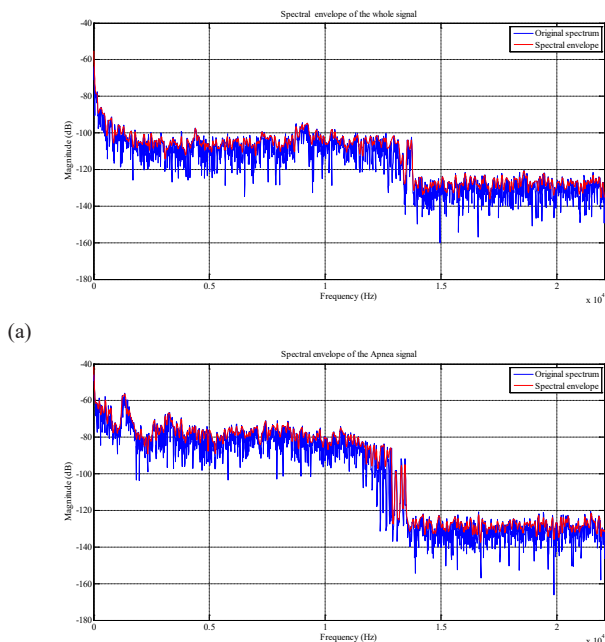 Spectral envelope of the whole signal
Original spectrum
Spectral envelope
Magnitude (dB)
-40
-60
-80
-100
-120
-140
-160
-180
0
0.5
1
1.5
2
x 10⁴
Frequency (Hz)
(a)
Spectral envelope of the Apnea signal
Original spectrum
Spectral envelope
Magnitude (dB)
-40
-60
-80
-100
-120
-140
-160
-180
0
0.5
1
1.5
2
x 10⁴
Frequency (Hz)